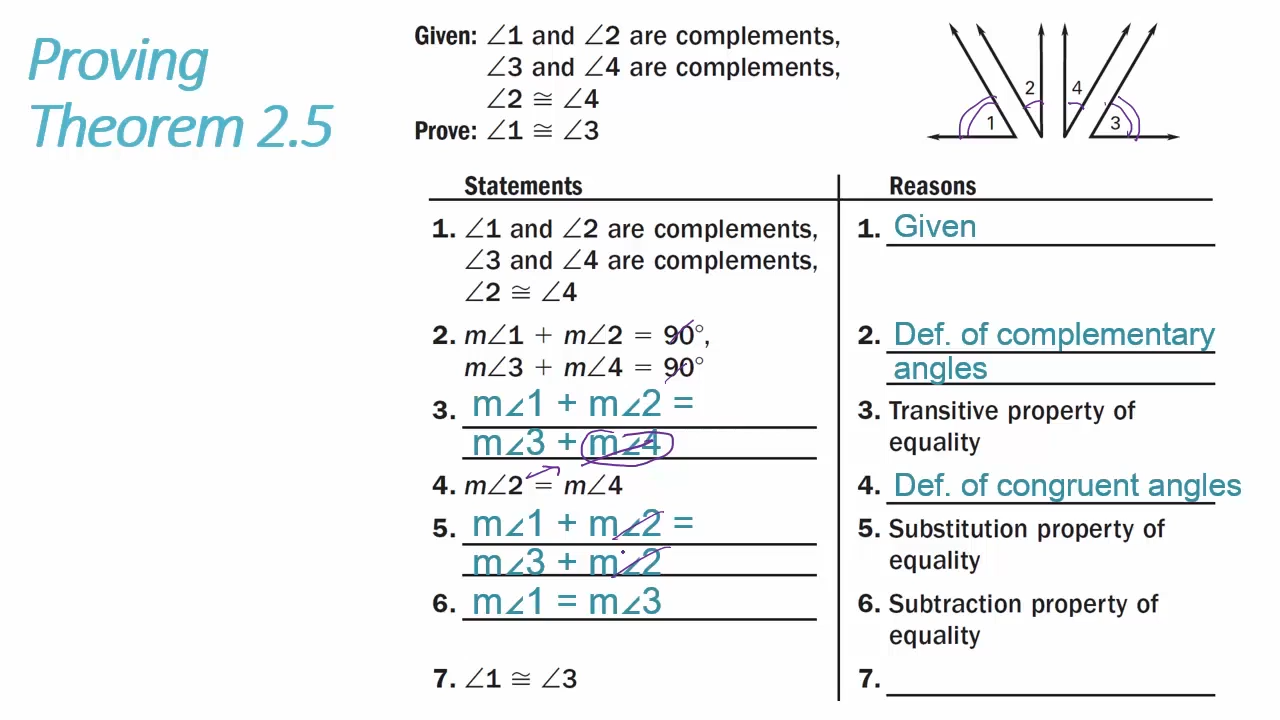 Proving
Theorem 2.5
Given: ∠1 and ∠2 are complements,
∠3 and ∠4 are complements,
∠2 ≅ ∠4
Prove: ∠1 ≅ ∠3
1 2 4 3
Statements Reasons
1. ∠1 and ∠2 are complements, 1. Given
∠3 and ∠4 are complements,
∠2 ≅ ∠4
2. m∠1 + m∠2 = 90°, 2. Def. of complementary
m∠3 + m∠4 = 90° angles
3. m∠1 + m∠2 = 3. Transitive property of
m∠3 + m∠4 equality
4. m∠2 = m∠4 4. Def. of congruent angles
5. m∠1 + m∠2 = 5. Substitution property of
m∠3 + m∠2 equality
6. m∠1 = m∠3 6. Subtraction property of
equality
7. ∠1 ≅ ∠3 7.